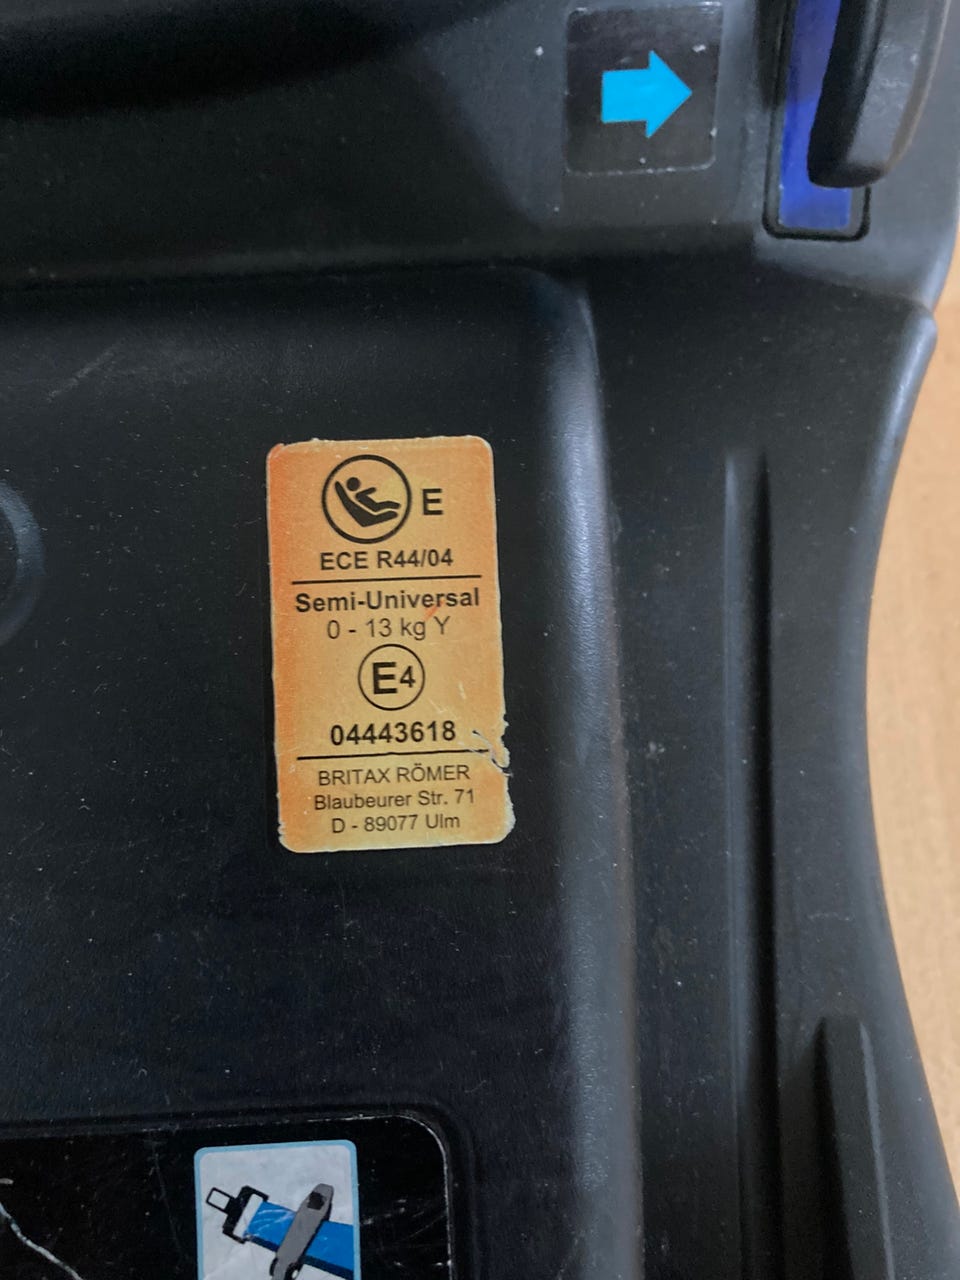 E
ECE R44/04
Semi-Universal
0 - 13 kg Y
E4
04443618
BRITAX RÖMER
Blaubeurer Str. 71
D - 89077 Ulm